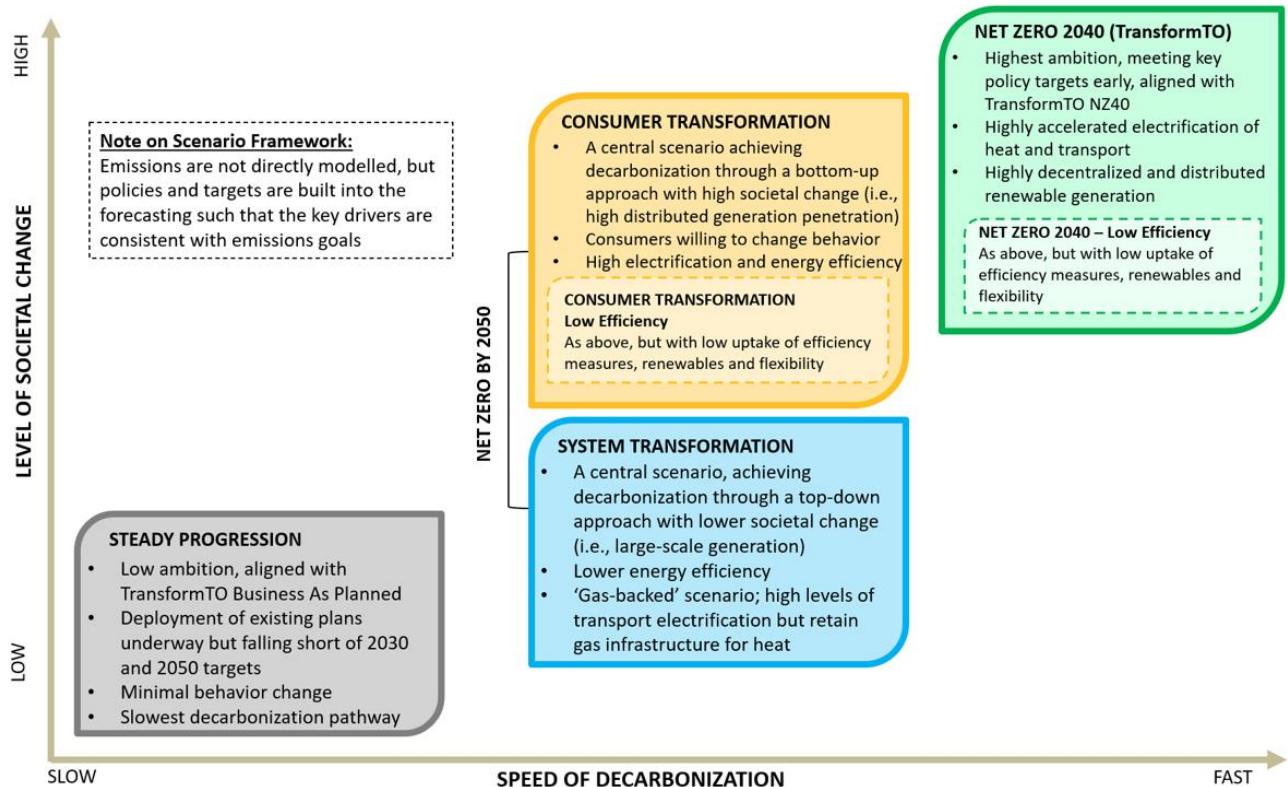 HIGH
LEVEL OF SOCIETAL CHANGE
LOW
Note on Scenario Framework:
Emissions are not directly modelled, but
policies and targets are built into the
forecasting such that the key drivers are
consistent with emissions goals
STEADY PROGRESSION
• Low ambition, aligned with
TransformTO Business As Planned
• Deployment of existing plans
underway but falling short of 2030
and 2050 targets
• Minimal behavior change
• Slowest decarbonization pathway
NET ZERO BY 2050
CONSUMER TRANSFORMATION
• A central scenario achieving
decarbonization through a bottom-up
approach with high societal change (i.e.,
high distributed generation penetration)
• Consumers willing to change behavior
• High electrification and energy efficiency
CONSUMER TRANSFORMATION
Low Efficiency
As above, but with low uptake of efficiency
measures, renewables and flexibility
SYSTEM TRANSFORMATION
• A central scenario, achieving
decarbonization through a top-down
approach with lower societal change
(i.e., large-scale generation)
• Lower energy efficiency
• ‘Gas-backed’ scenario; high levels of
transport electrification but retain
gas infrastructure for heat
NET ZERO 2040 (TransformTO)
• Highest ambition, meeting key
policy targets early, aligned with
TransformTO NZ40
• Highly accelerated electrification of
heat and transport
• Highly decentralized and distributed
renewable generation
NET ZERO 2040 – Low Efficiency
As above, but with low uptake of
efficiency measures, renewables and
flexibility
SLOW
SPEED OF DECARBONIZATION
FAST